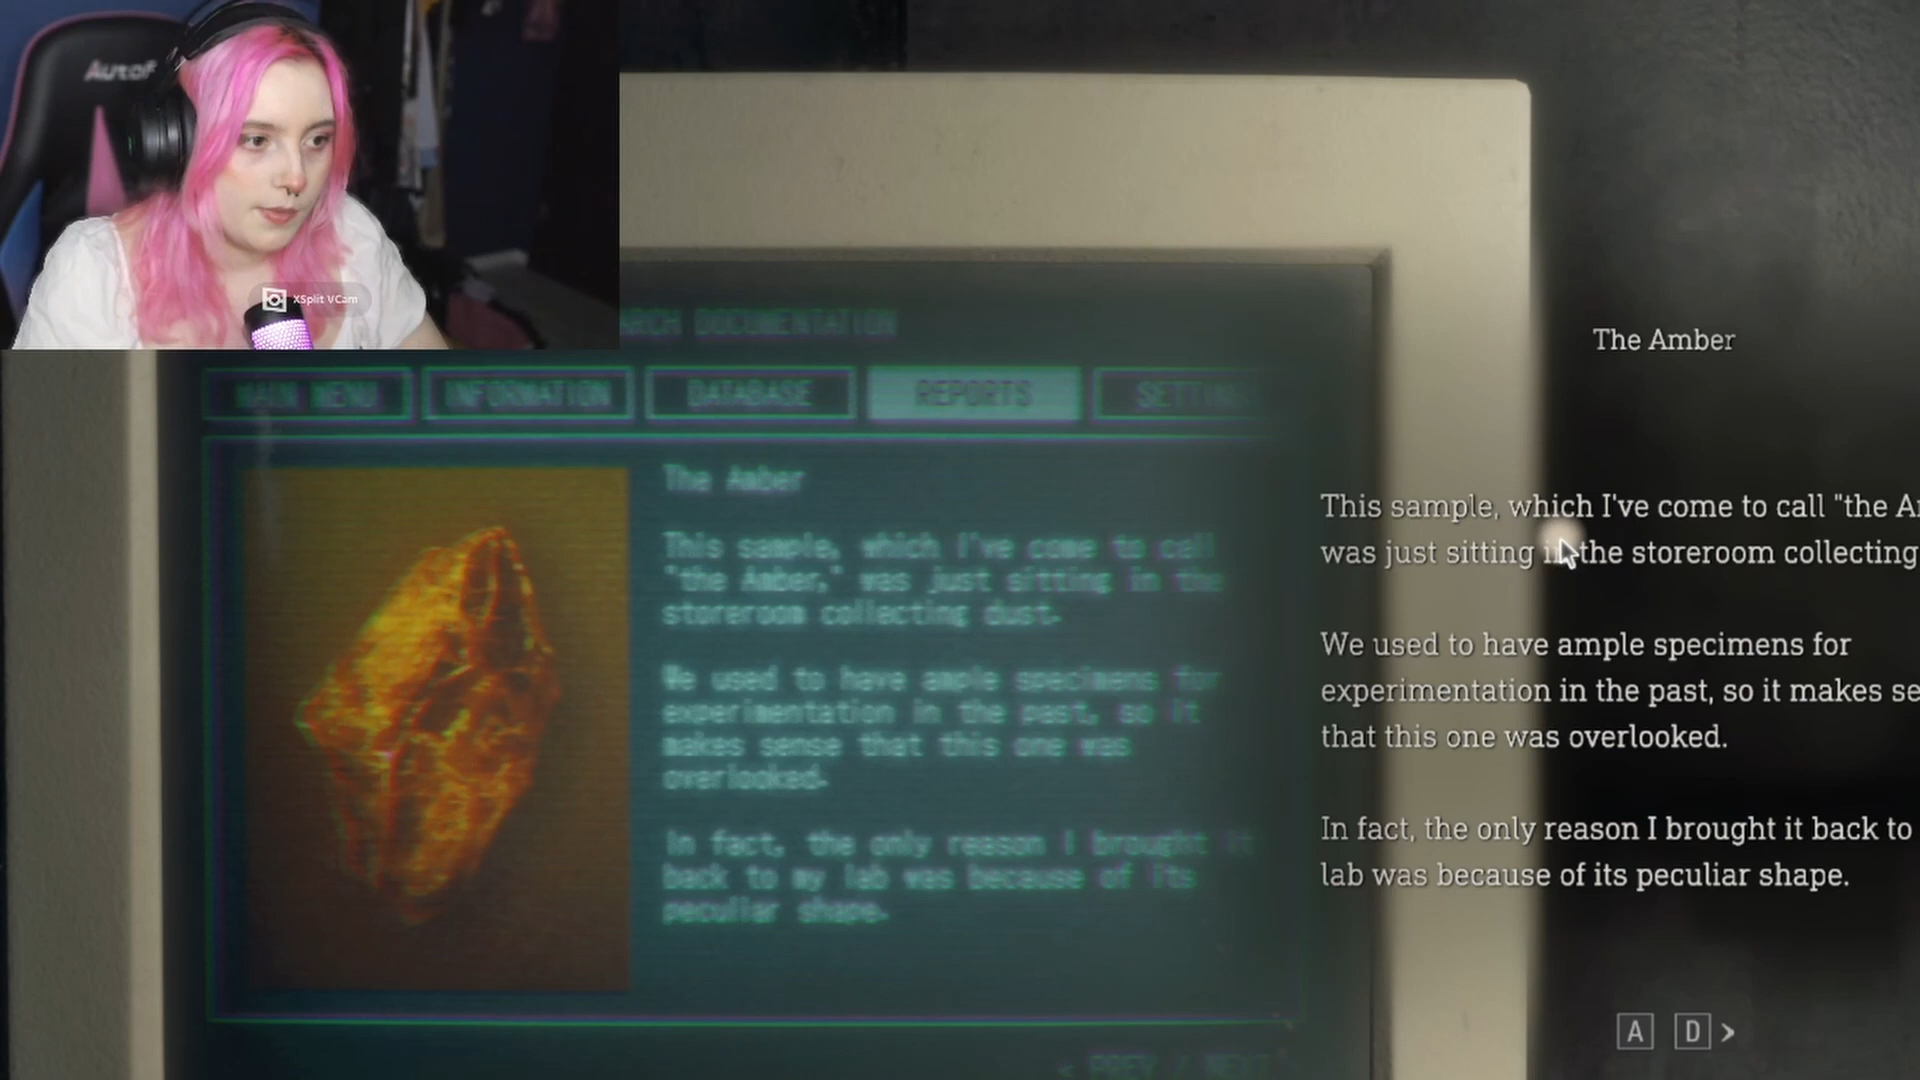 XSplit VCam
ARCH DOCUMENTATION
MAIN MENU
INFORMATION
DATABASE
REPORTS
SETTING
The Amber
This sample, which I've come to call
"the Amber," was just sitting in the
storeroom collecting dust.
We used to have ample specimens for
experimentation in the past, so it
makes sense that this one was
overlooked.
In fact, the only reason I brought it
back to my lab was because of its
peculiar shape.
< PREV / NEXT
The Amber
This sample, which I've come to call "the A
was just sitting in the storeroom collecting
We used to have ample specimens for
experimentation in the past, so it makes se
that this one was overlooked.
In fact, the only reason I brought it back to
lab was because of its peculiar shape.
A D >